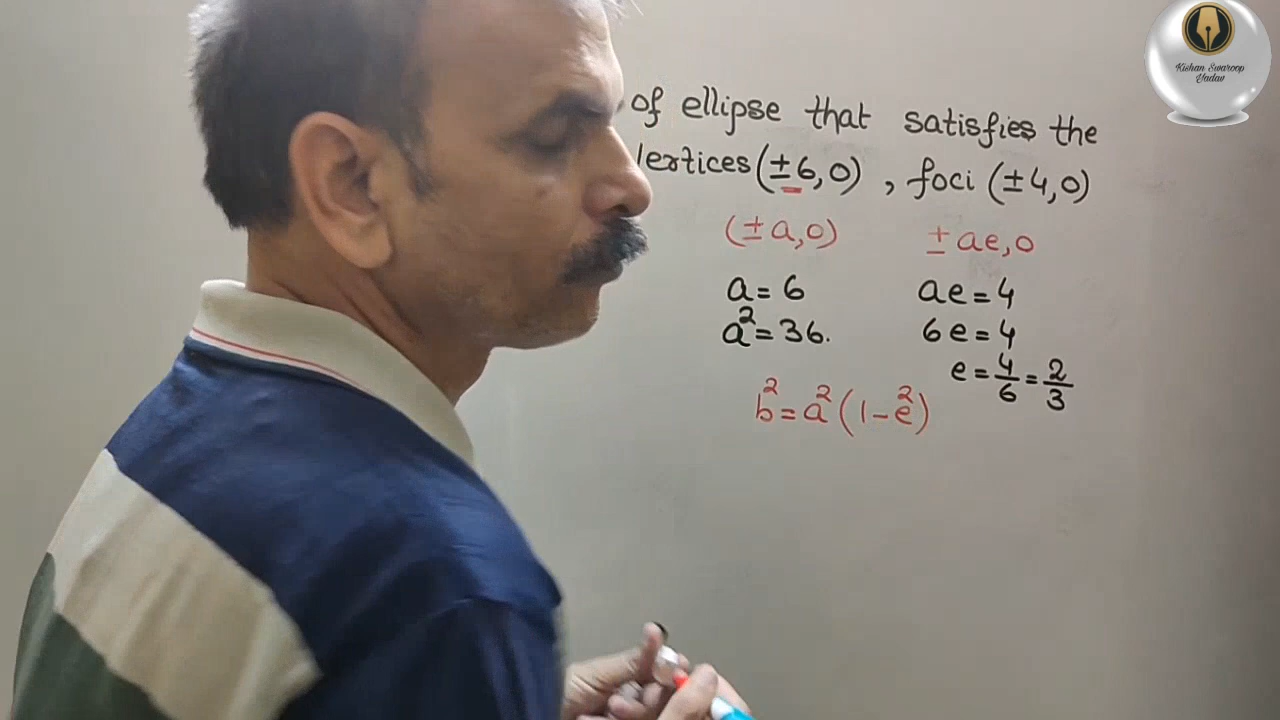 of ellipse that satisfies the
vertices (±6,0) , foci (±4,0)
(±a,0) ±ae,0
a = 6 ae = 4
a² = 36. 6e = 4
e = 4/6 = 2/3
b² = a²(1-e²)
Kishan Swaroop
Yadav